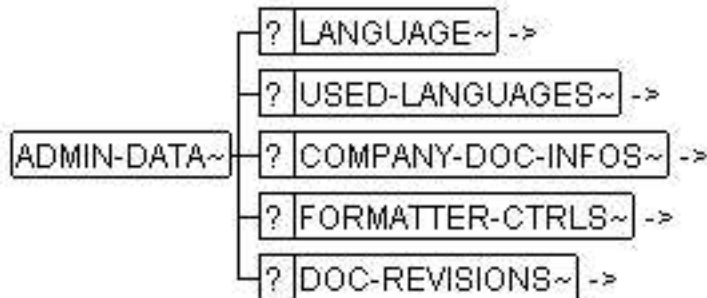 ? LANGUAGE~ ->
? USED-LANGUAGES~ ->
ADMIN-DATA~ ? COMPANY-DOC-INFOS~ ->
? FORMATTER-CTRLS~ ->
? DOC-REVISIONS~ ->